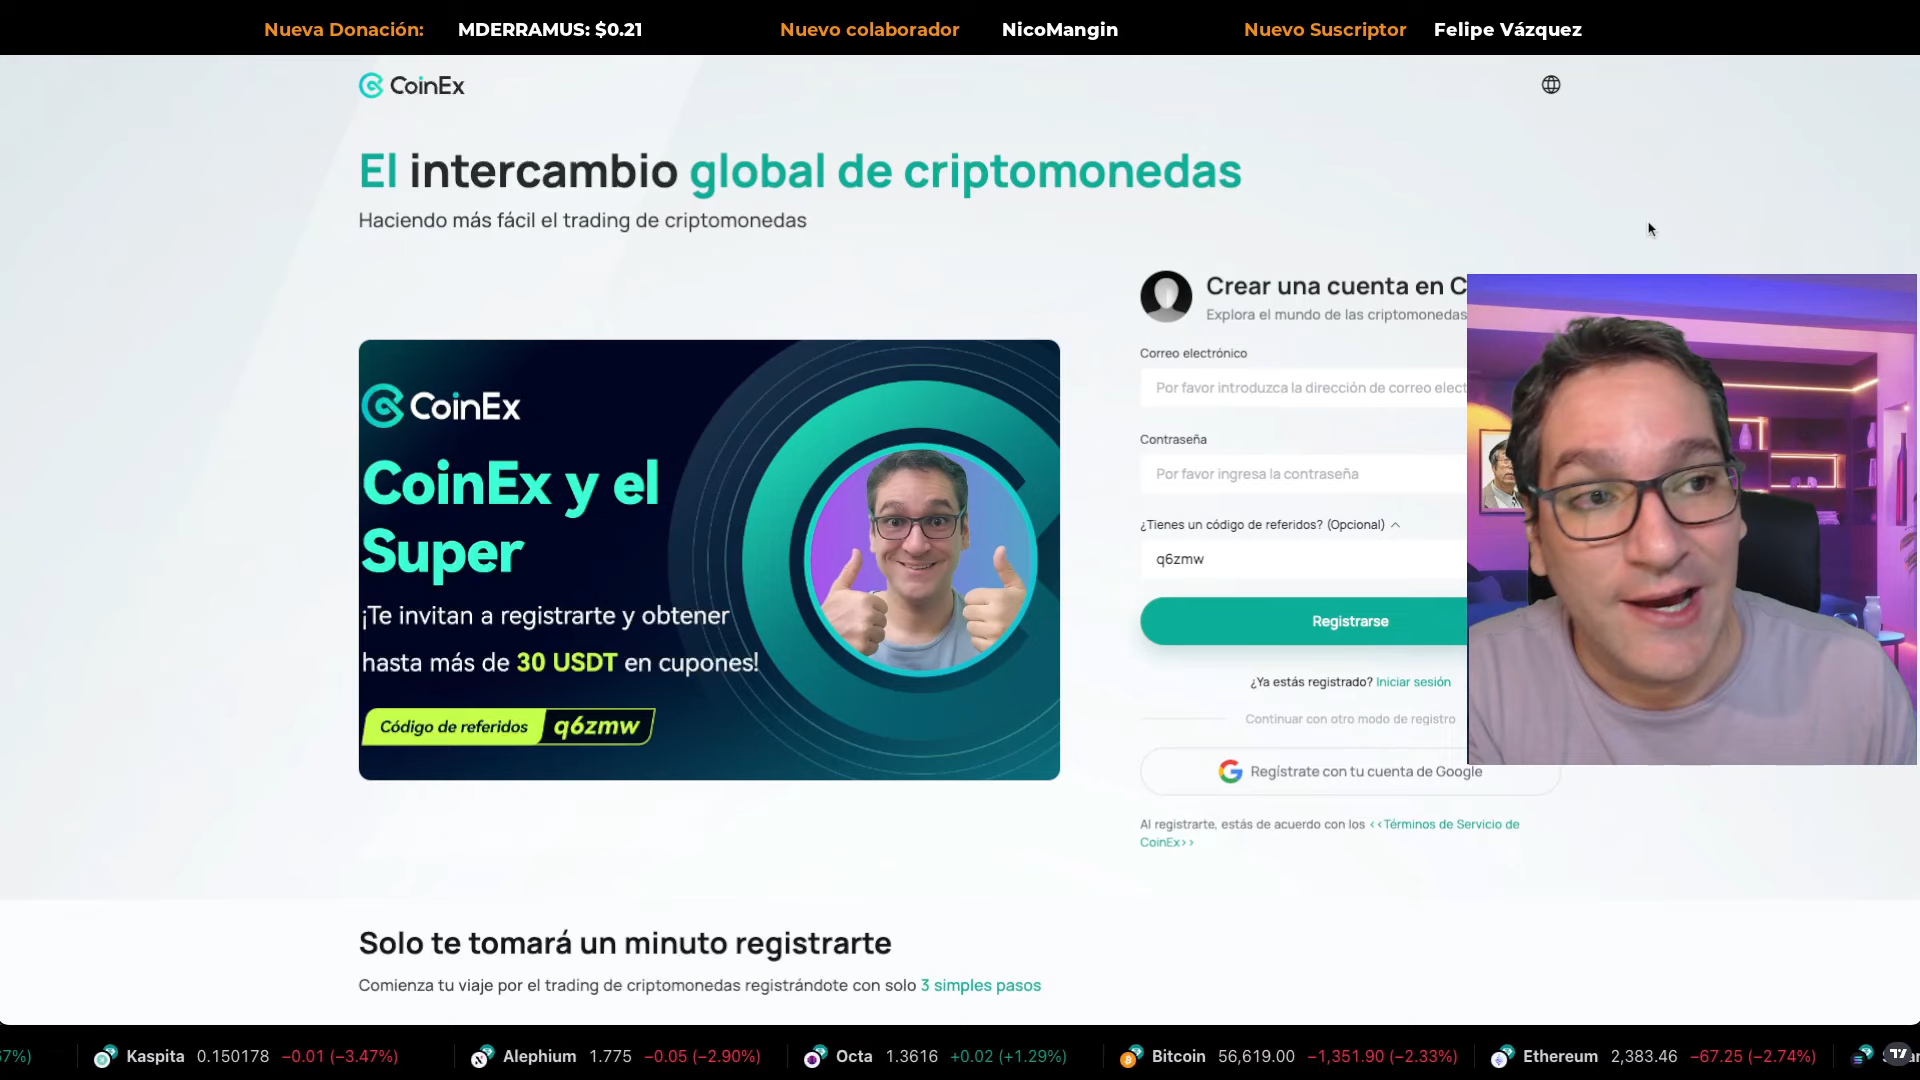 Nueva Donación: MDERRAMUS: $0.21 Nuevo colaborador NicoMangin Nuevo Suscriptor Felipe Vázquez
CoinEx
El intercambio global de criptomonedas
Haciendo más fácil el trading de criptomonedas
CoinEx
CoinEx y el
Super
¡Te invitan a registrarte y obtener
hasta más de 30 USDT en cupones!
Código de referidos q6zmw
Crear una cuenta en C
Explora el mundo de las criptomonedas
Correo electrónico
Por favor introduzca la dirección de correo elect
Contraseña
Por favor ingresa la contraseña
¿Tienes un código de referidos? (Opcional)
q6zmw
Registrarse
¿Ya estás registrado? Iniciar sesión
Continuar con otro modo de registro
Regístrate con tu cuenta de Google
Al registrarte, estás de acuerdo con los <<Términos de Servicio de
CoinEx>>
Solo te tomará un minuto registrarte
Comienza tu viaje por el trading de criptomonedas registrándote con solo 3 simples pasos
7%) Kaspita 0.150178 −0.01 (−3.47%) Alephium 1.775 −0.05 (−2.90%) Octa 1.3616 +0.02 (+1.29%) Bitcoin 56,619.00 −1,351.90 (−2.33%) Ethereum 2,383.46 −67.25 (−2.74%)